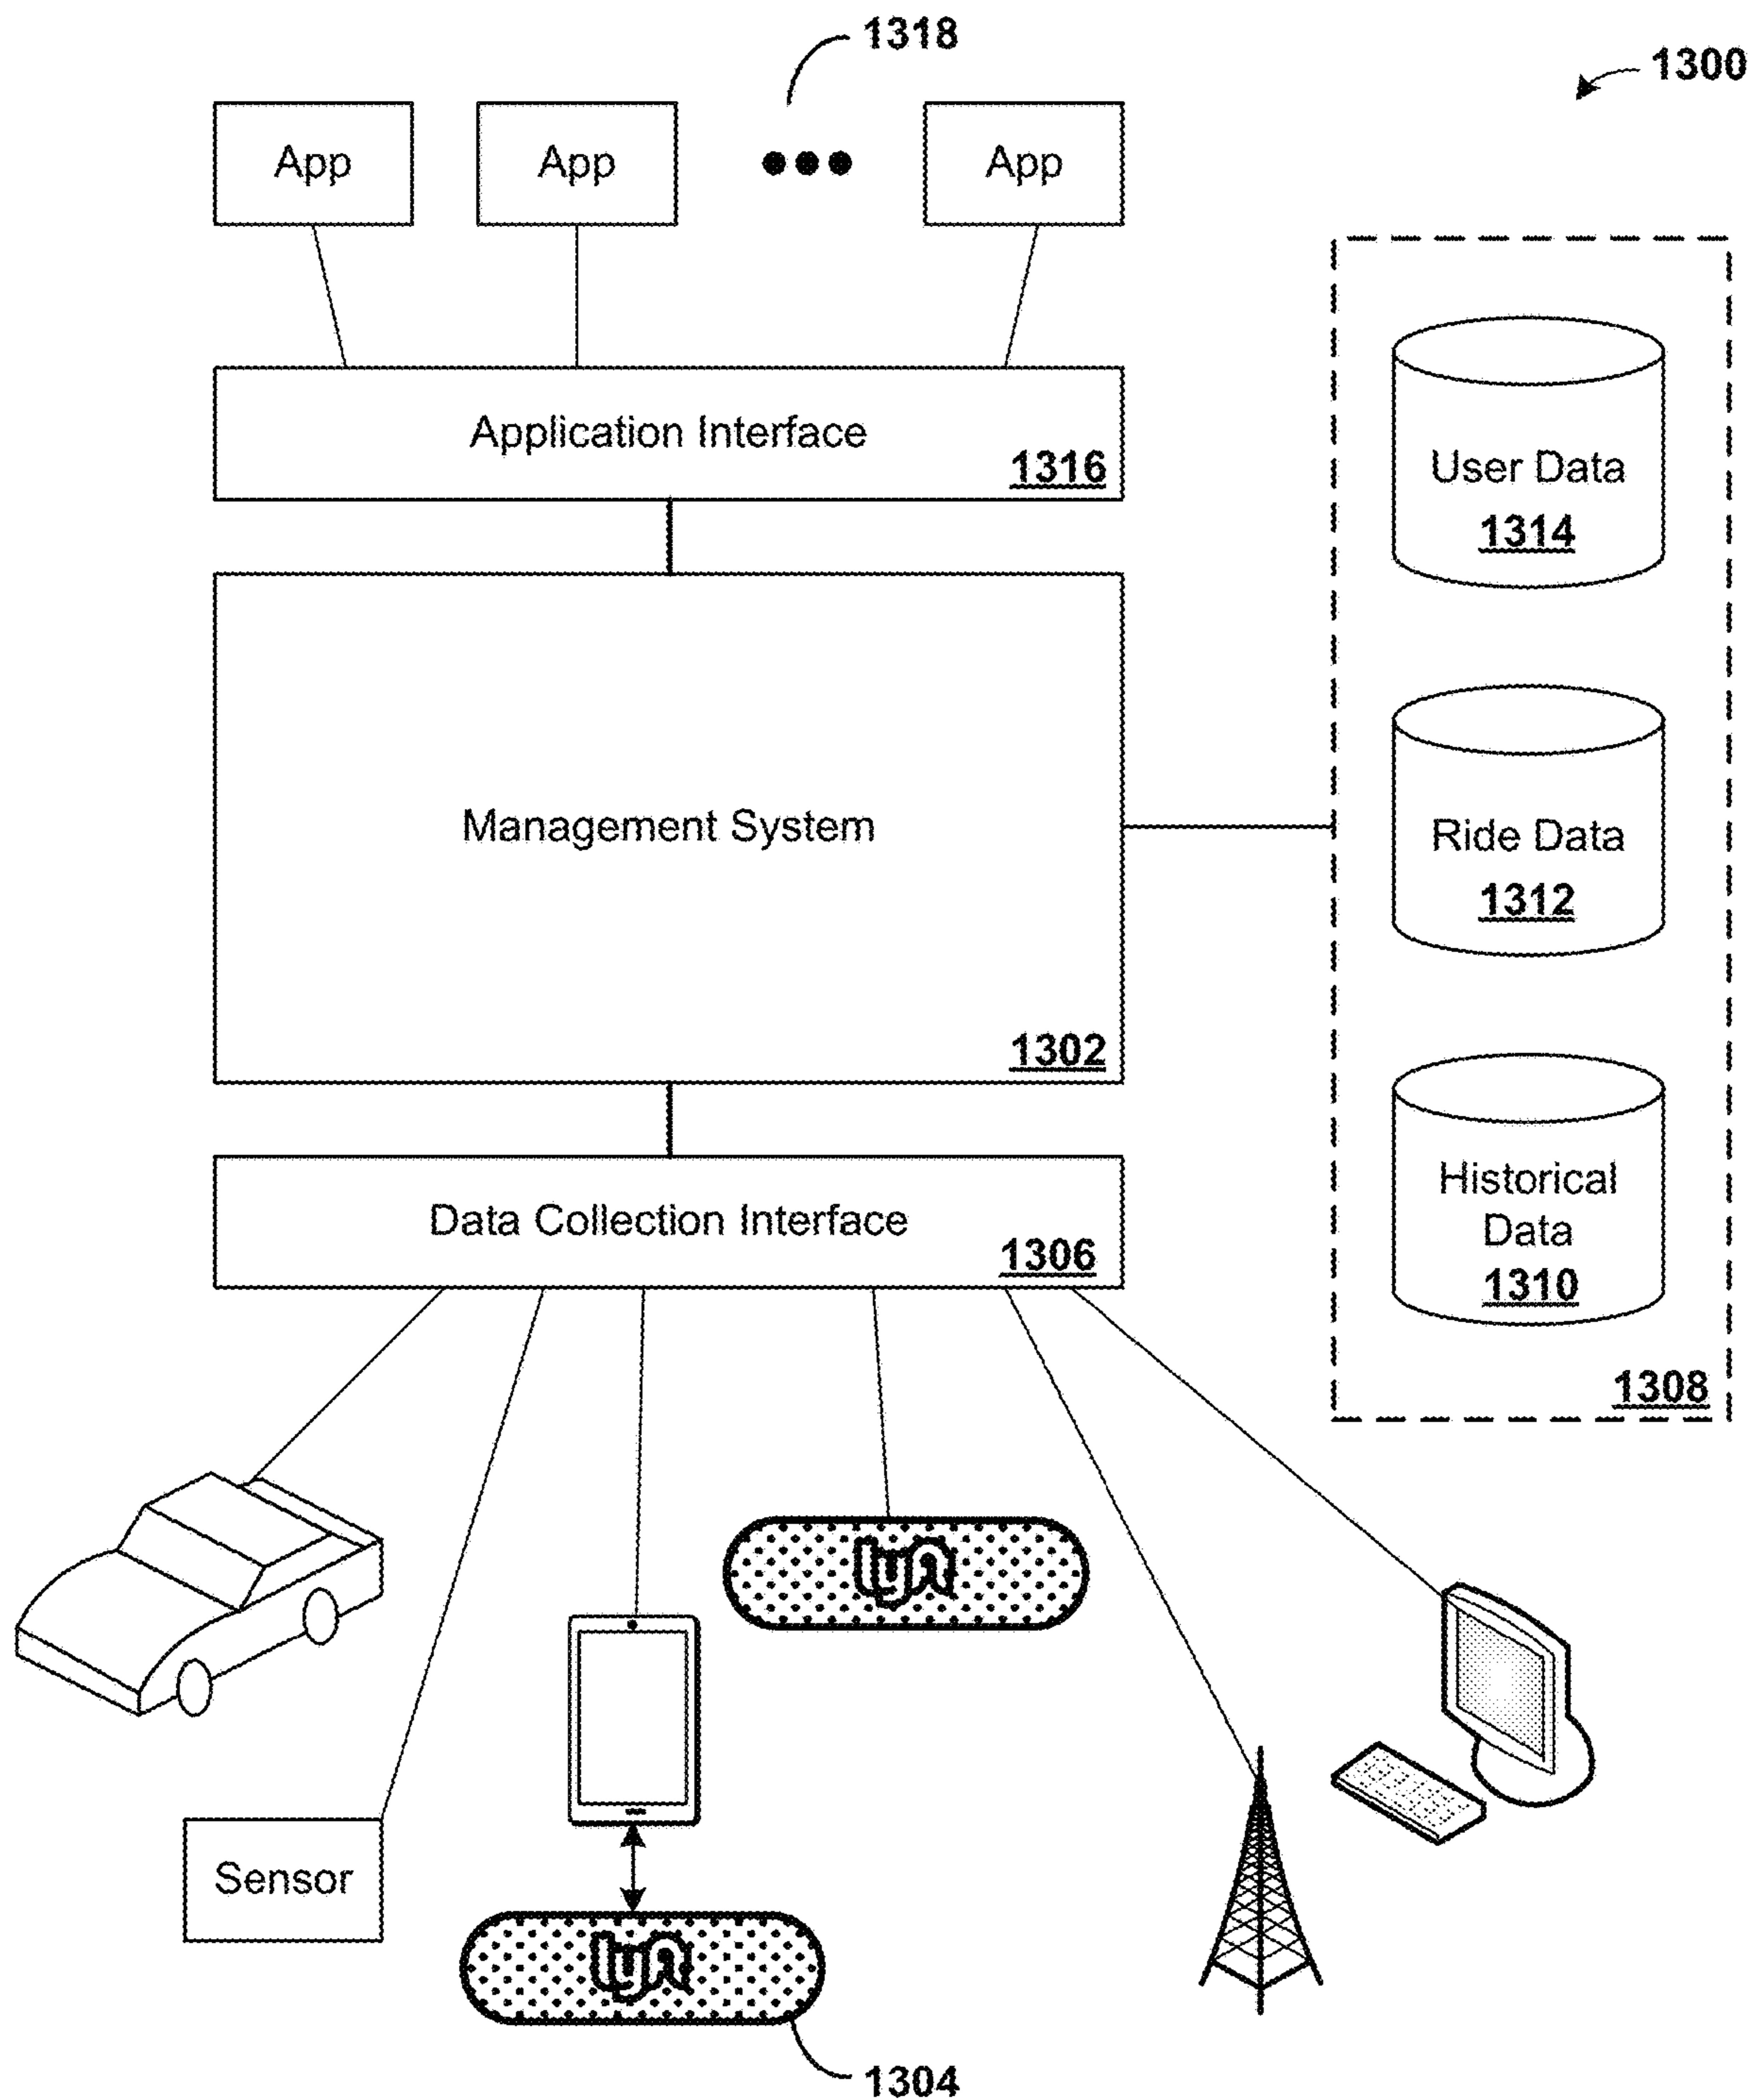 1318
1300
App
App
App
Application Interface
1316
User Data
1314
Management System
1302
Ride Data
1312
Data Collection Interface
1306
Historical
Data
1310
1308
lyft
Sensor
lyft
1304